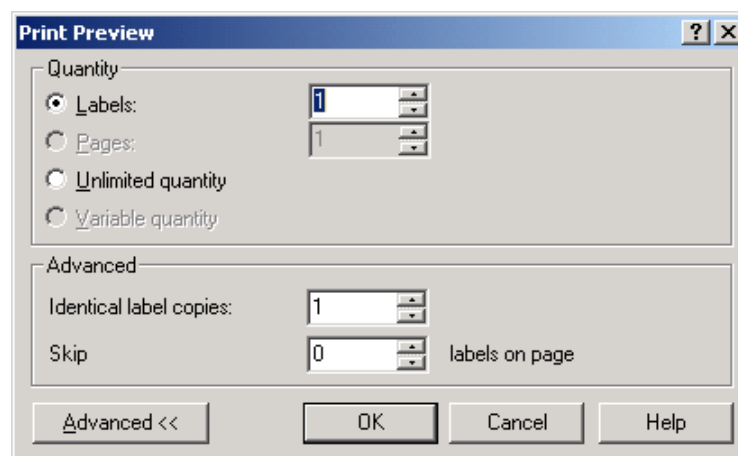 Print Preview
Quantity
Labels: 1
Pages: 1
Unlimited quantity
Variable quantity
Advanced
Identical label copies: 1
Skip 0 labels on page
Advanced << OK Cancel Help